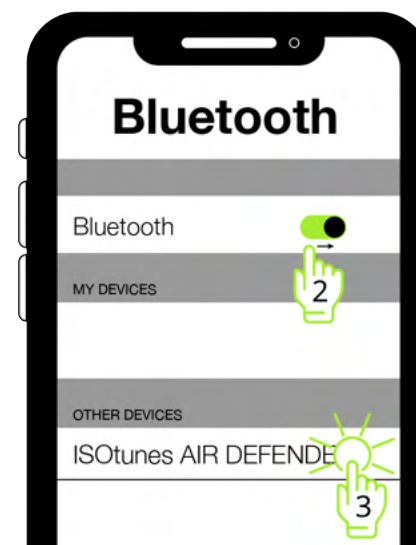 Bluetooth
Bluetooth
2
MY DEVICES
OTHER DEVICES
ISOtunes AIR DEFENDE
3